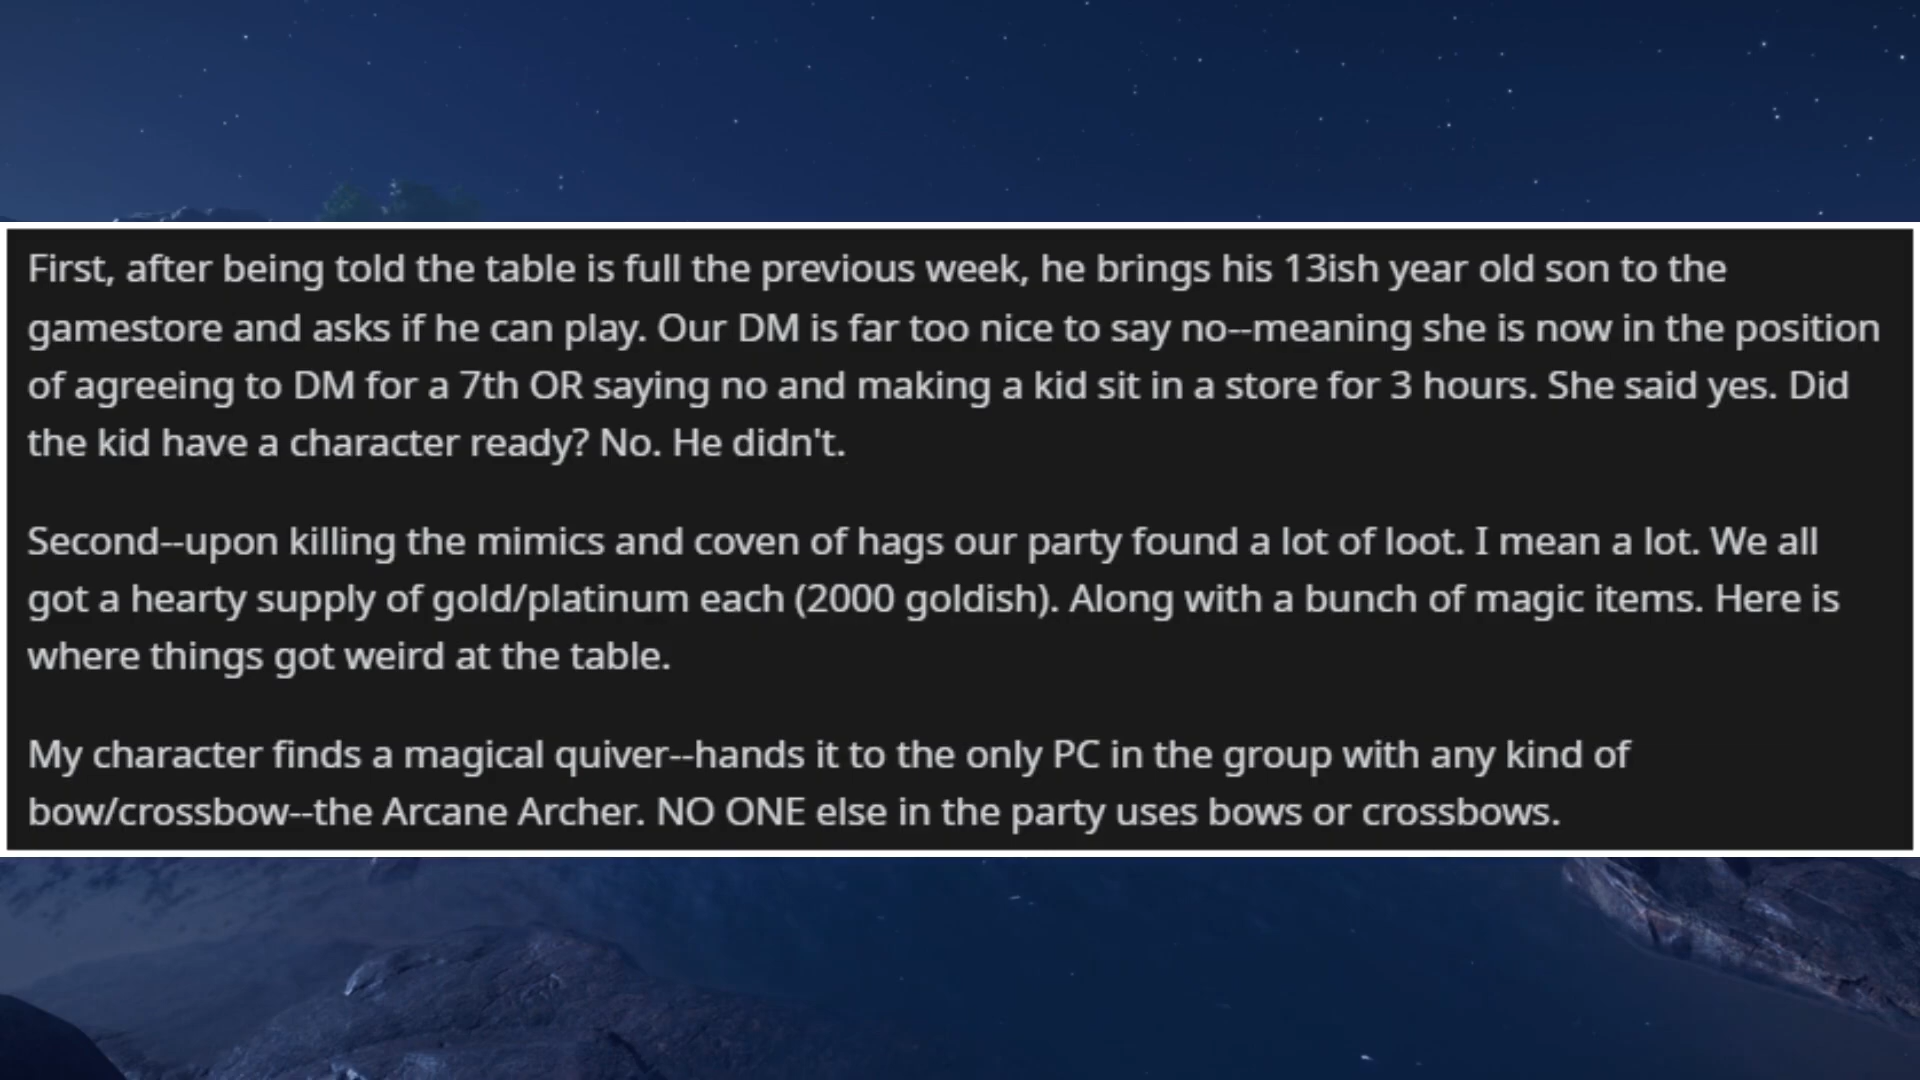 First, after being told the table is full the previous week, he brings his 13ish year old son to the
gamestore and asks if he can play. Our DM is far too nice to say no--meaning she is now in the position
of agreeing to DM for a 7th OR saying no and making a kid sit in a store for 3 hours. She said yes. Did
the kid have a character ready? No. He didn't.
Second--upon killing the mimics and coven of hags our party found a lot of loot. I mean a lot. We all
got a hearty supply of gold/platinum each (2000 goldish). Along with a bunch of magic items. Here is
where things got weird at the table.
My character finds a magical quiver--hands it to the only PC in the group with any kind of
bow/crossbow--the Arcane Archer. NO ONE else in the party uses bows or crossbows.